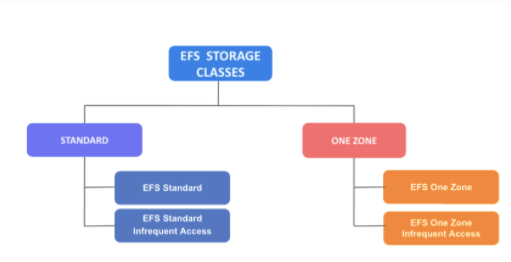 EFS STORAGE
CLASSES
STANDARD
ONE ZONE
EFS Standard
EFS One Zone
EFS Standard
Infrequent Access
EFS One Zone
Infrequent Access